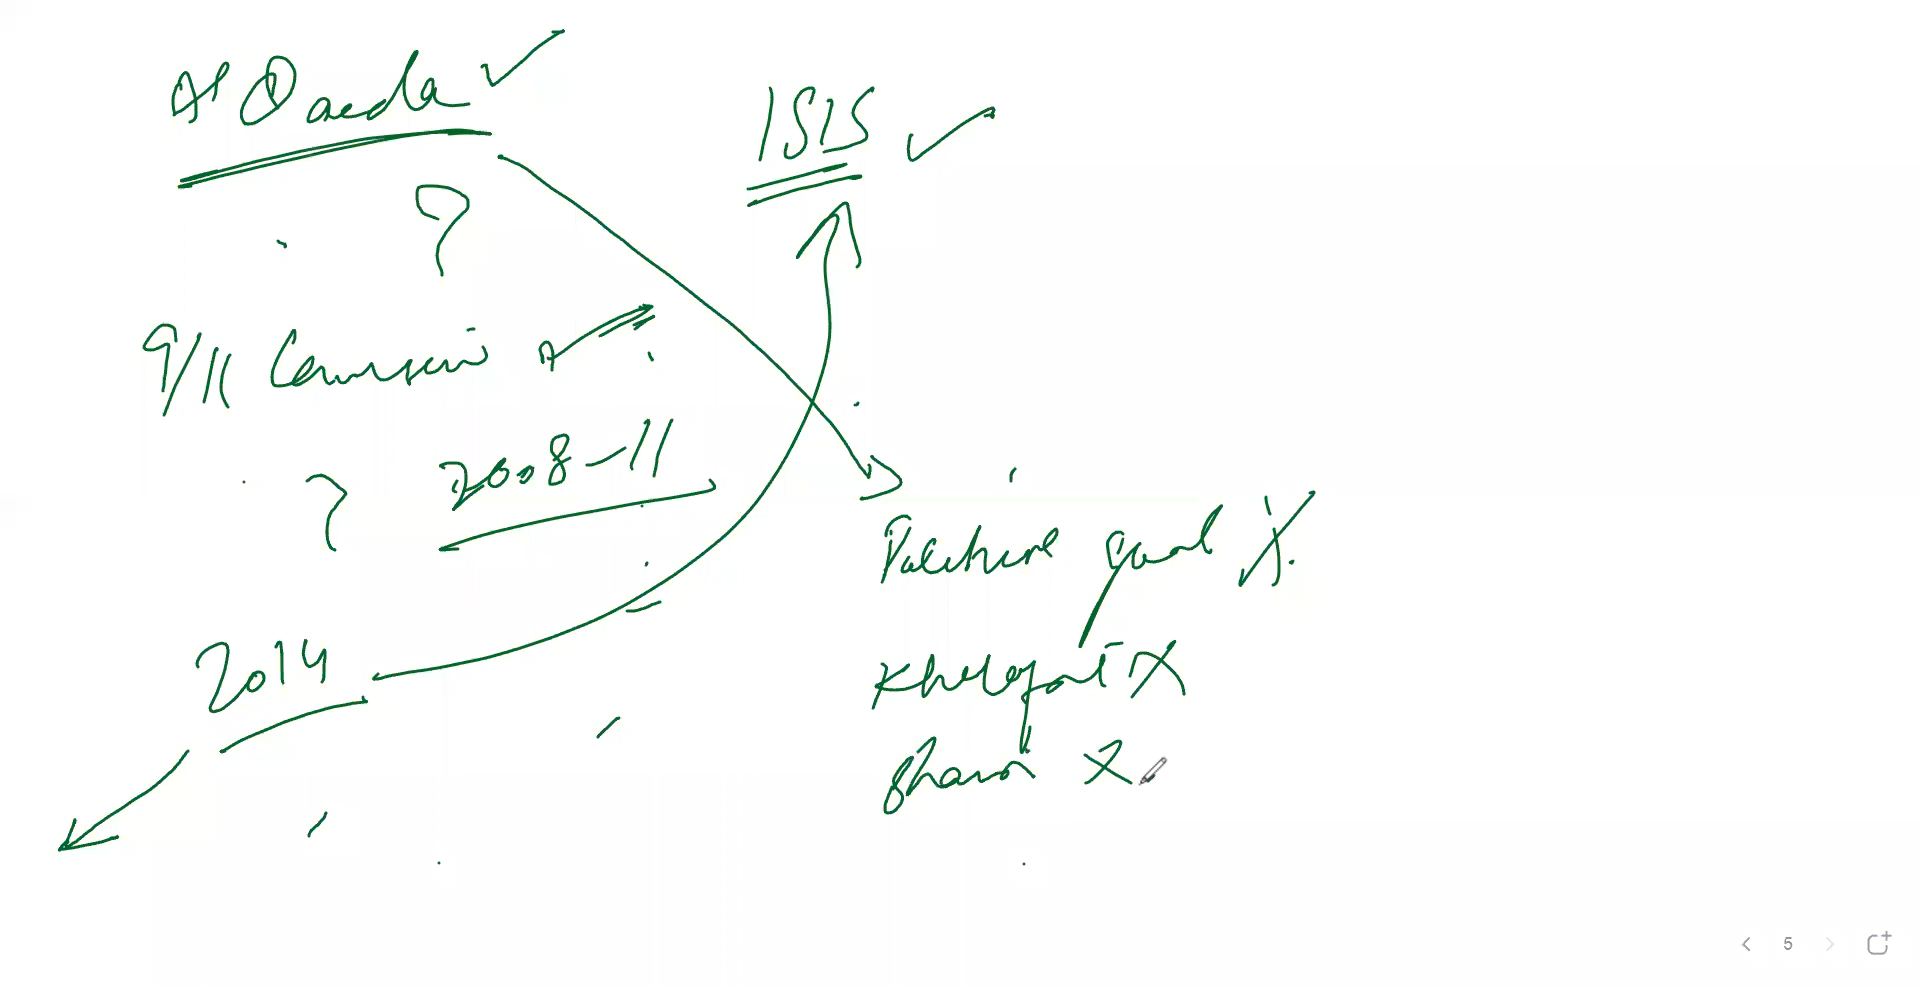 Al Qaeda
ISIS
?
9/11 Commission
2008-11
?
Palestine goal X
2014
Khilafat X
Sharia X
5